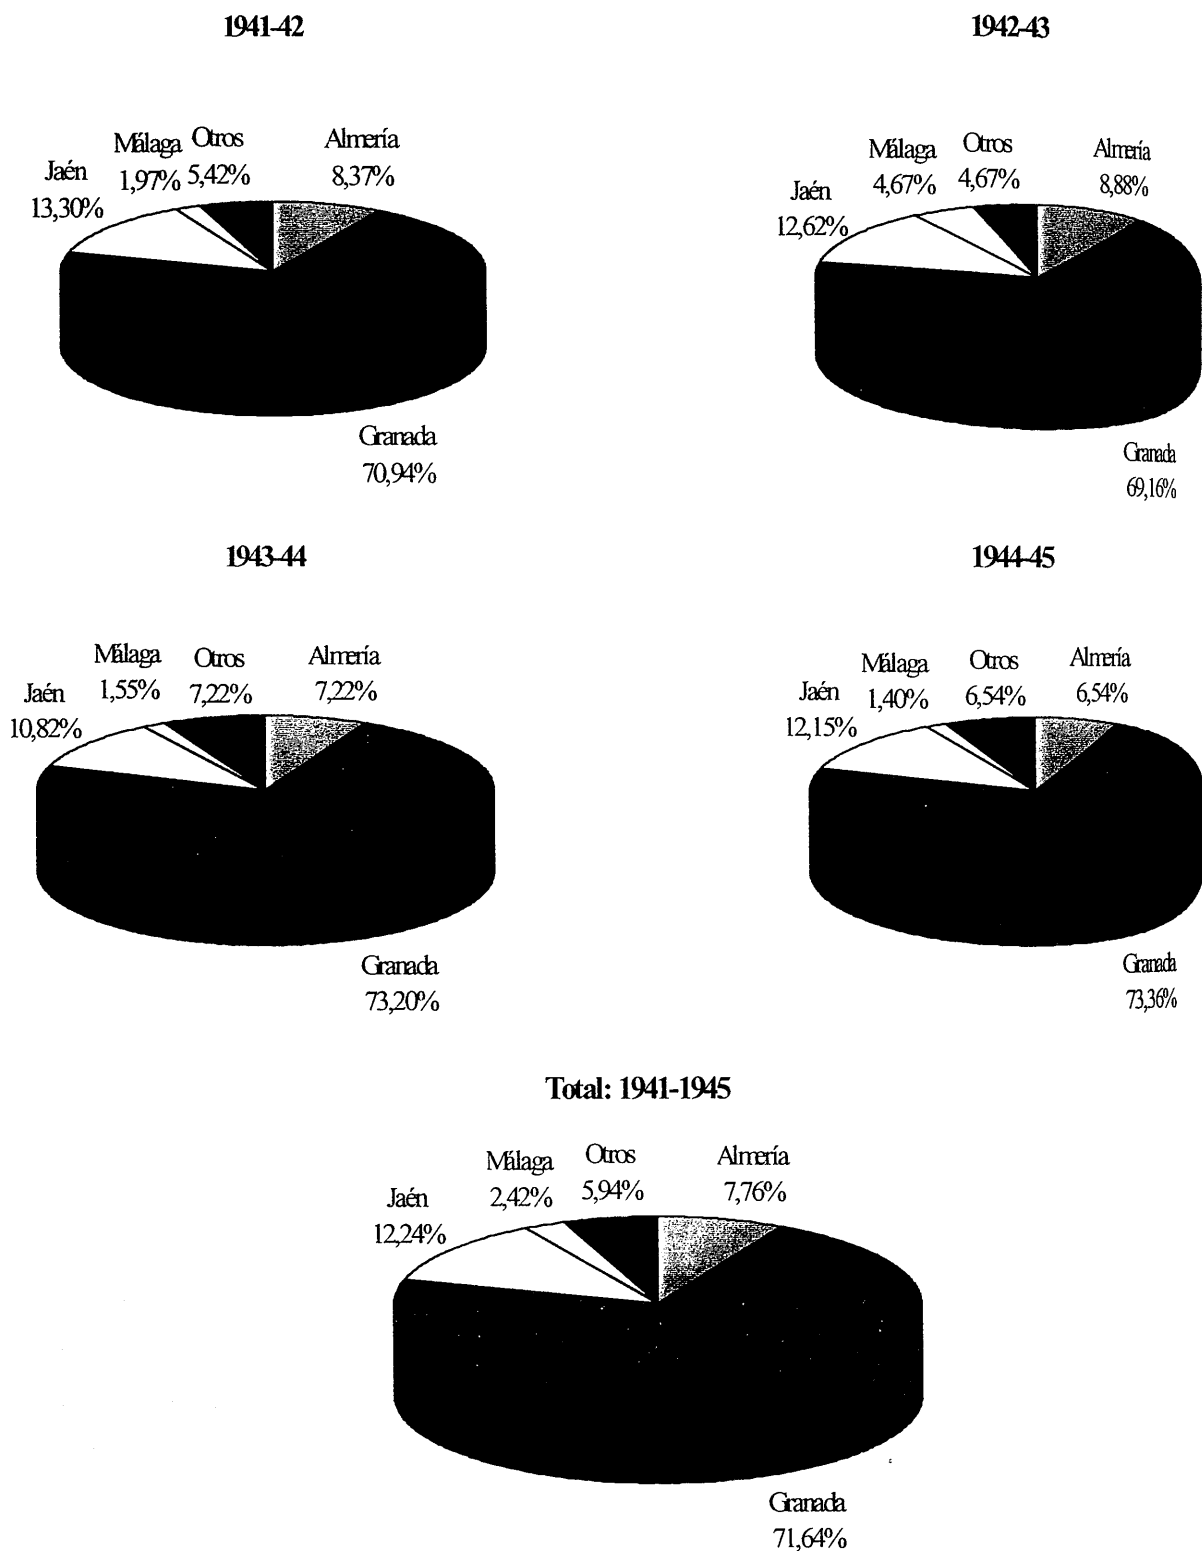 1941-42
Málaga Otros Almería
Jaén 1,97% 5,42% 8,37%
13,30%
Granada
70,94%
1942-43
Málaga Otros Almería
Jaén 4,67% 4,67% 8,88%
12,62%
Granada
69,16%
1943-44
Málaga Otros Almería
Jaén 1,55% 7,22% 7,22%
10,82%
Granada
73,20%
1944-45
Málaga Otros Almería
Jaén 1,40% 6,54% 6,54%
12,15%
Granada
73,36%
Total: 1941-1945
Málaga Otros Almería
Jaén 2,42% 5,94% 7,76%
12,24%
Granada
71,64%